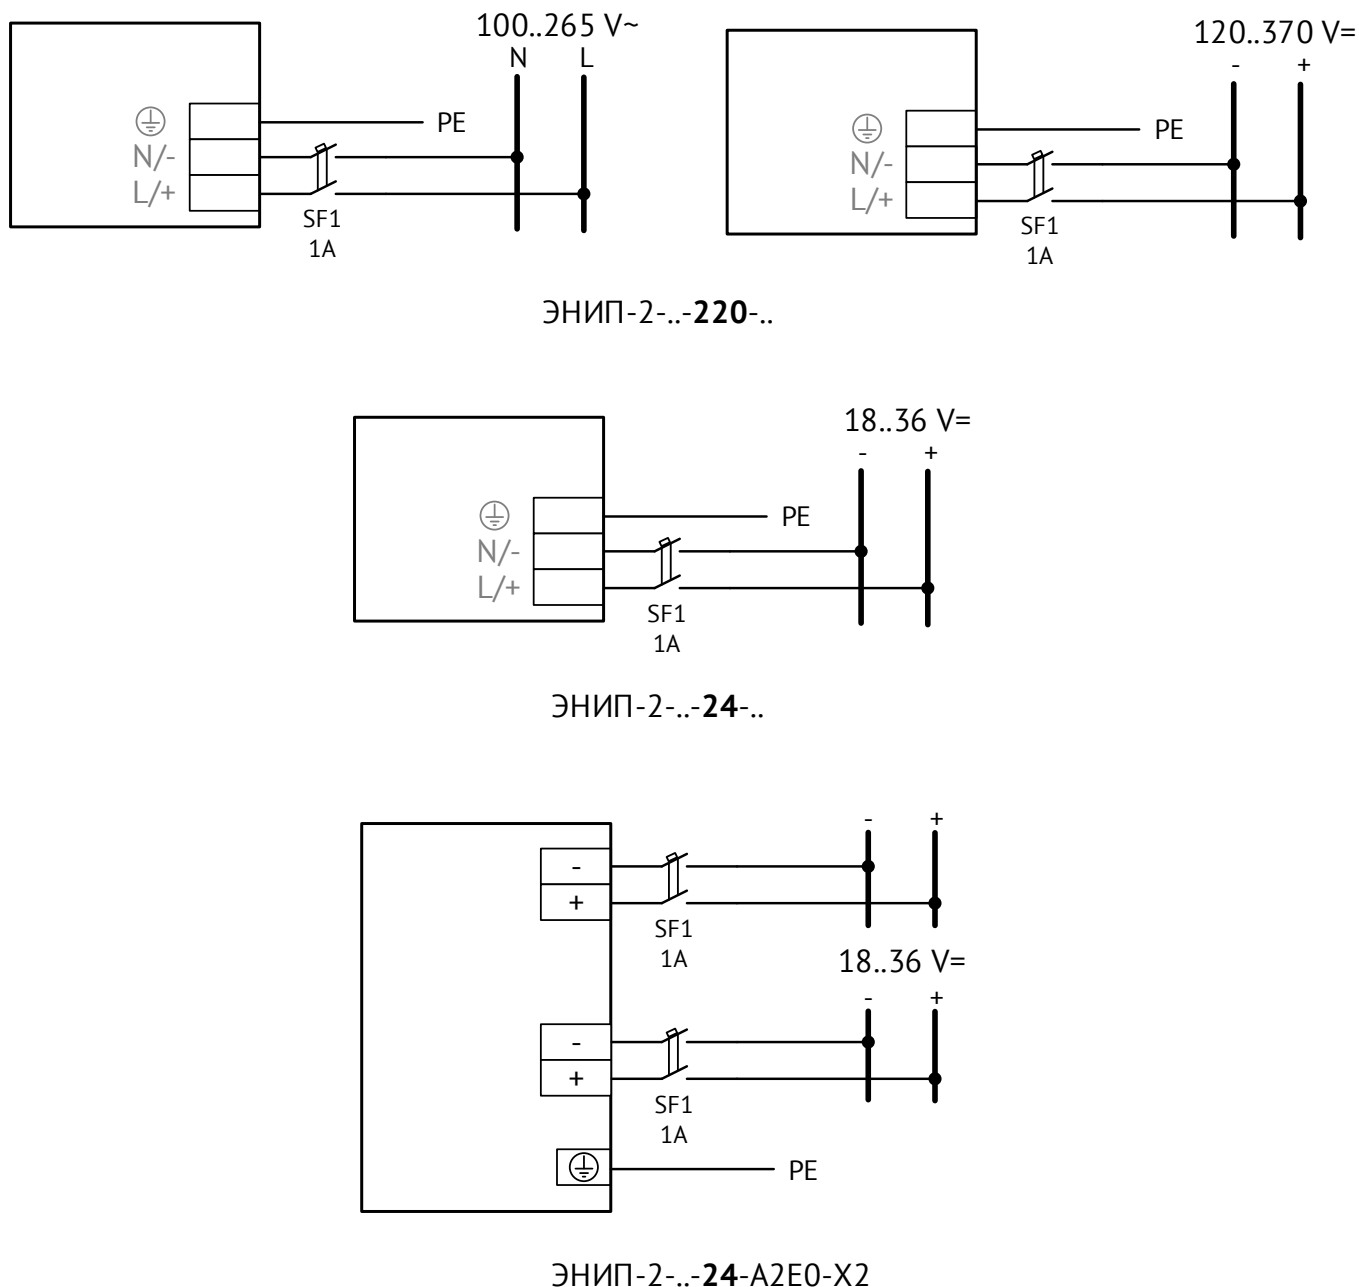 100..265 V~
N L
PE
N/-
L/+
SF1
1A
120..370 V=
- +
PE
N/-
L/+
SF1
1A
ЭНИП-2-..-220-..
18..36 V=
- +
PE
N/-
L/+
SF1
1A
ЭНИП-2-..-24-..
- +
-
+
SF1
1A
18..36 V=
- +
-
+
SF1
1A
PE
ЭНИП-2-..-24-A2E0-X2